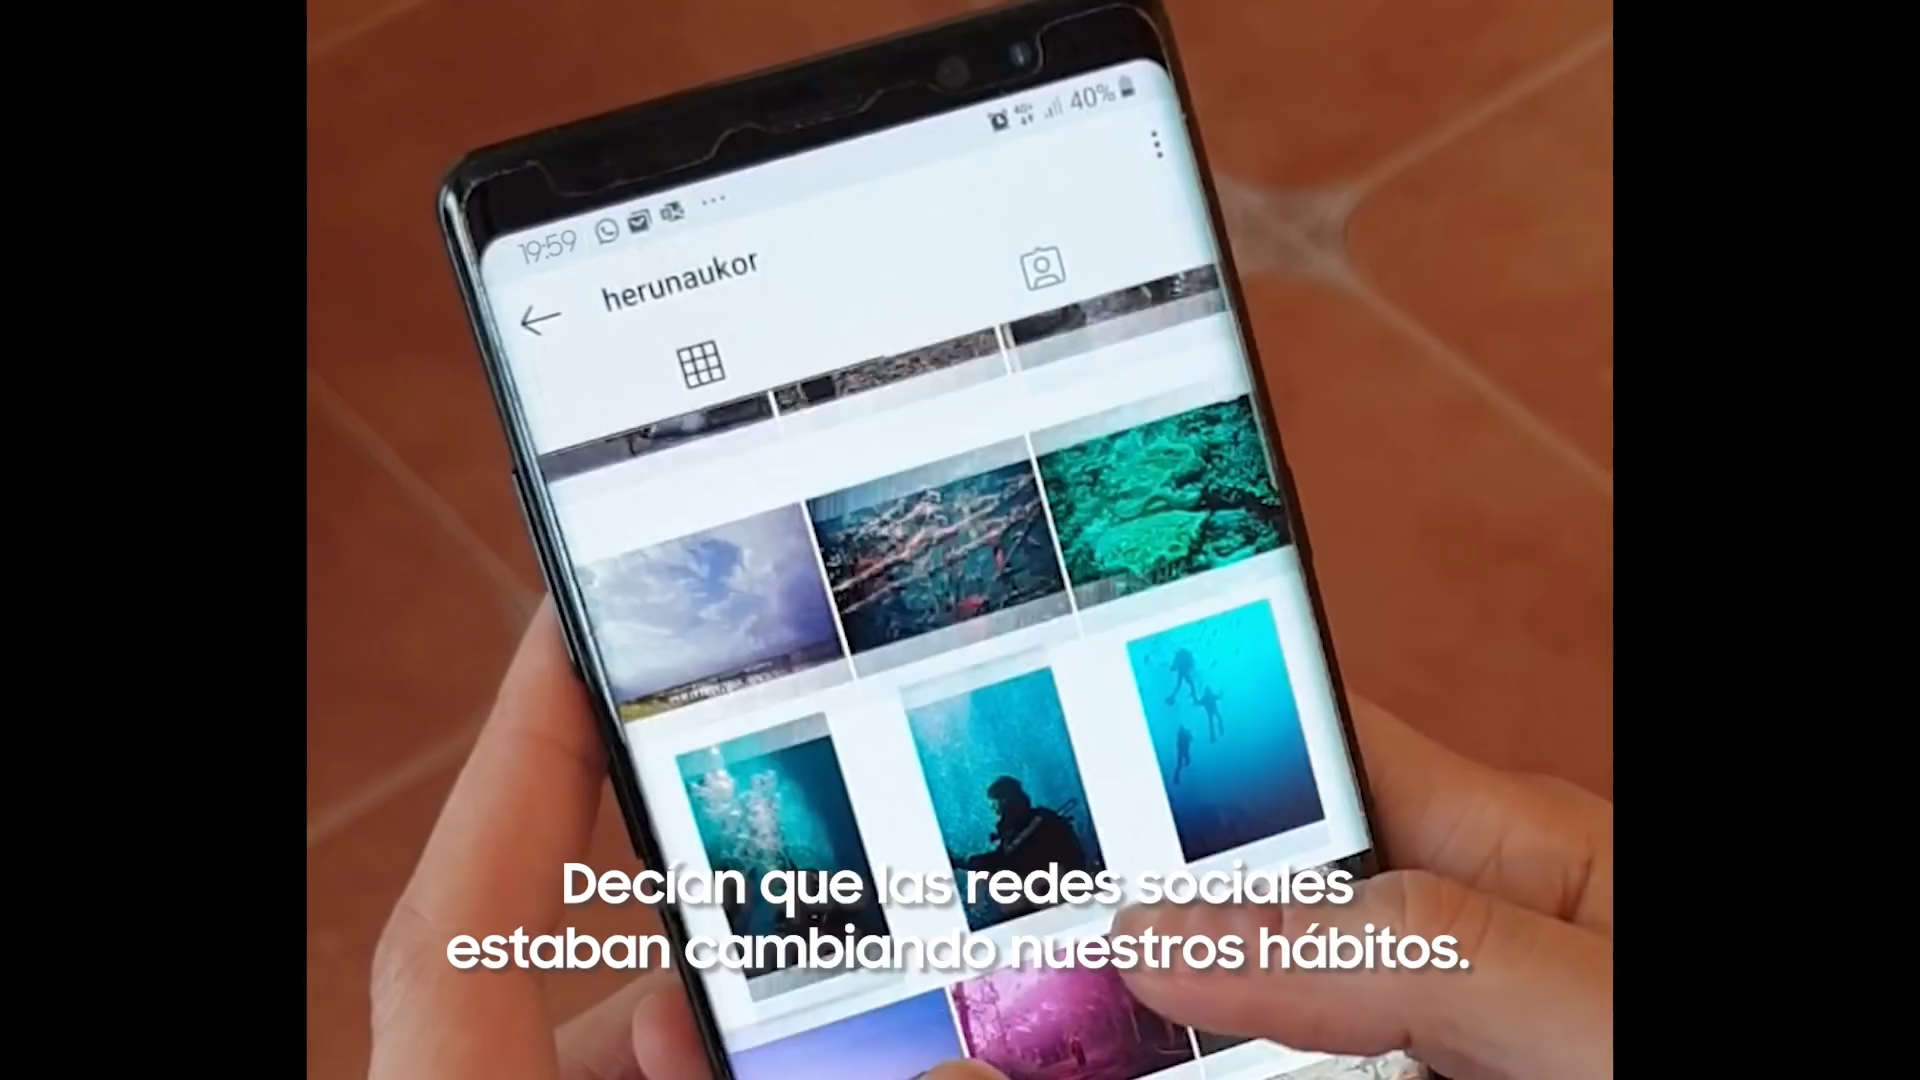 40%
19:59
herunaukor
Decían que las redes sociales
estaban cambiando nuestros hábitos.